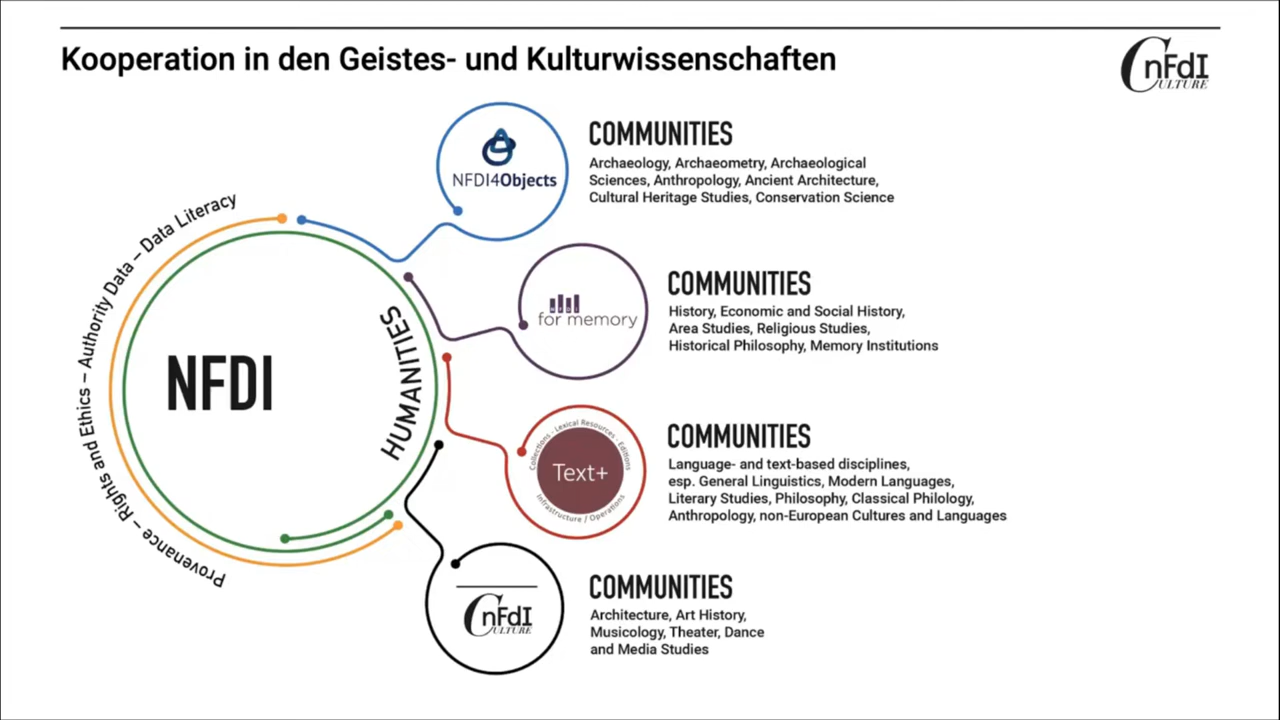 Kooperation in den Geistes- und Kulturwissenschaften
CnFdI
ULTURE
NFDI4Objects
COMMUNITIES
Archaeology, Archaeometry, Archaeological
Sciences, Anthropology, Ancient Architecture,
Cultural Heritage Studies, Conservation Science
Provenance – Rights and Ethics – Authority Data – Data Literacy
NFDI
HUMANITIES
for memory
COMMUNITIES
History, Economic and Social History,
Area Studies, Religious Studies,
Historical Philosophy, Memory Institutions
Collections - Lexical Resources - Editions
Text+
Infrastructure / Operations
COMMUNITIES
Language- and text-based disciplines,
esp. General Linguistics, Modern Languages,
Literary Studies, Philosophy, Classical Philology,
Anthropology, non-European Cultures and Languages
CnFdI
ULTURE
COMMUNITIES
Architecture, Art History,
Musicology, Theater, Dance
and Media Studies